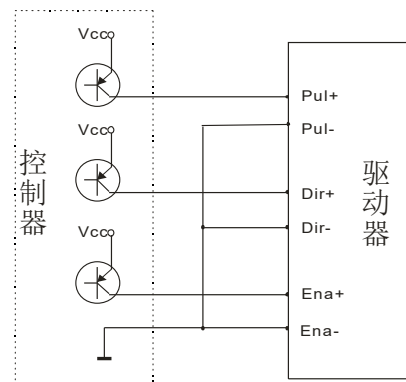 Vcc
Pul+
Pul-
Vcc
控制器
驱动器
Dir+
Dir-
Vcc
Ena+
Ena-